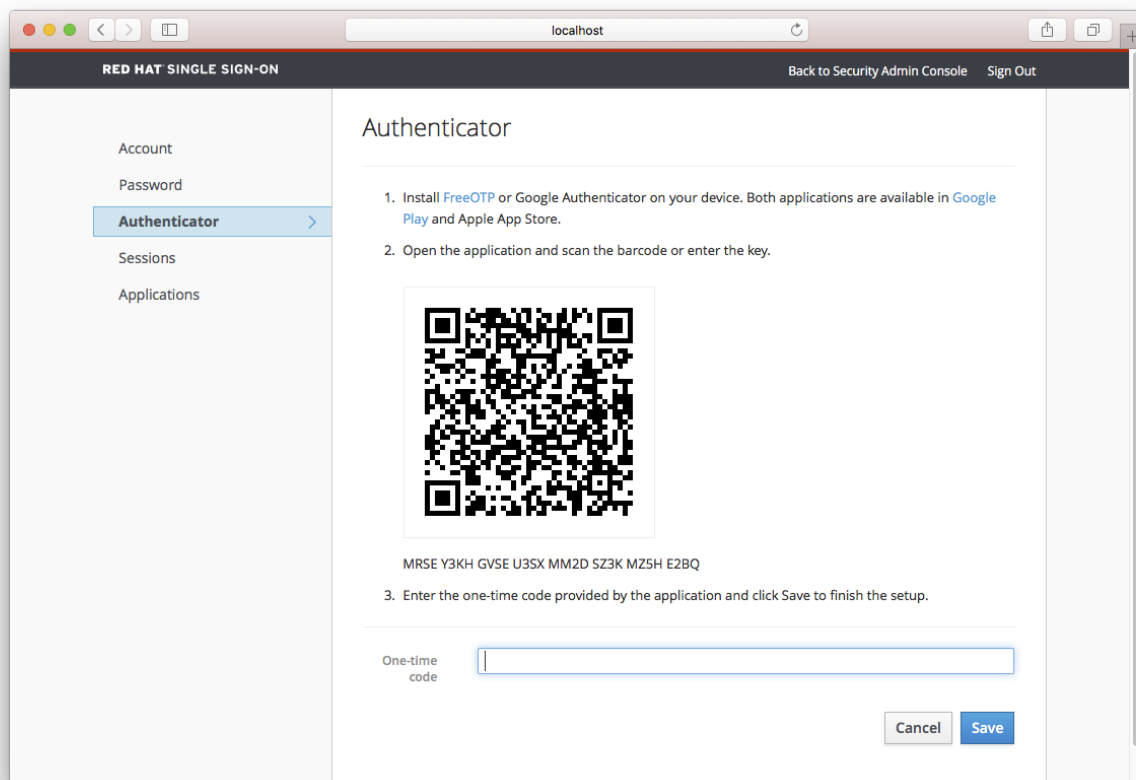 localhost
RED HAT SINGLE SIGN-ON
Back to Security Admin Console Sign Out
Account
Password
Authenticator
Sessions
Applications
Authenticator
1. Install FreeOTP or Google Authenticator on your device. Both applications are available in Google
Play and Apple App Store.
2. Open the application and scan the barcode or enter the key.
MRSE Y3KH GVSE U3SX MM2D SZ3K MZ5H E2BQ
3. Enter the one-time code provided by the application and click Save to finish the setup.
One-time
code
Cancel Save